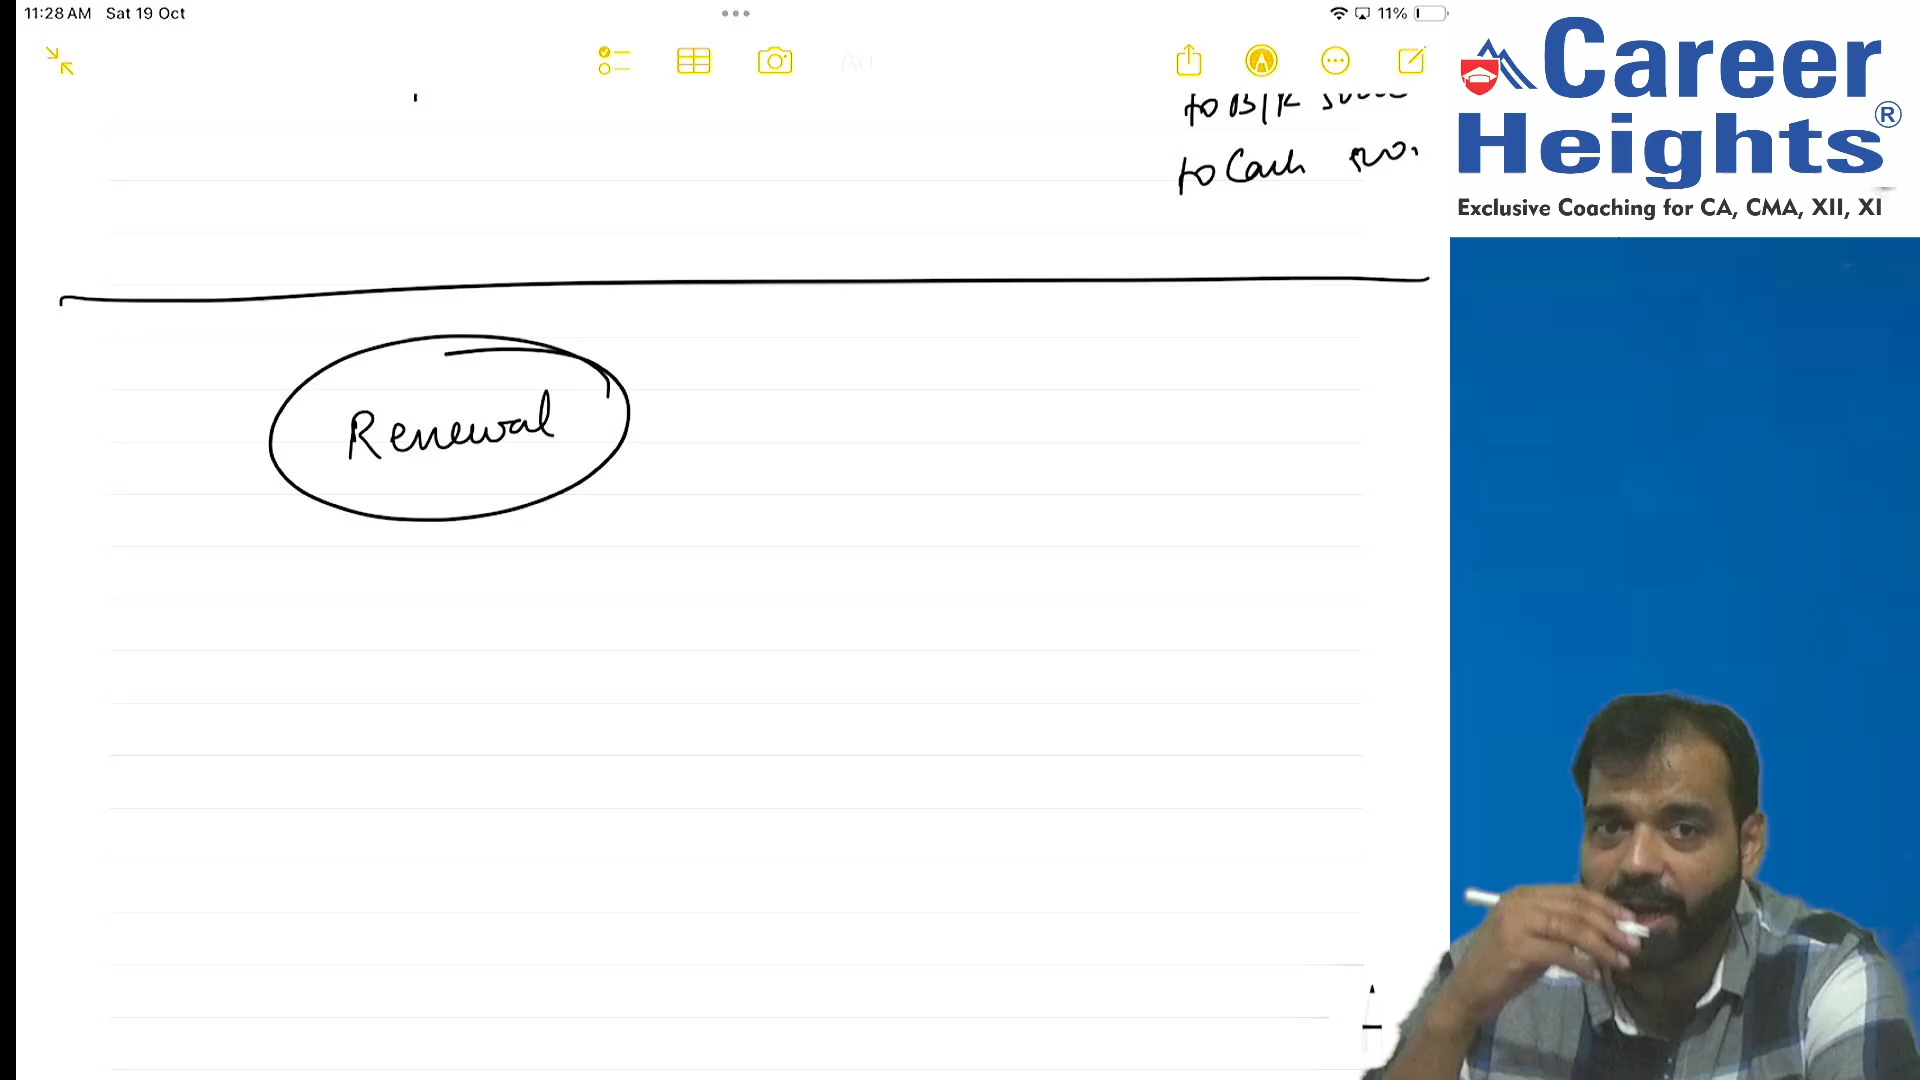 11:28 AM Sat 19 Oct
11%
Aa
to B/R
to Cash
Renewal
Career
Heights®
Exclusive Coaching for CA, CMA, XII, XI